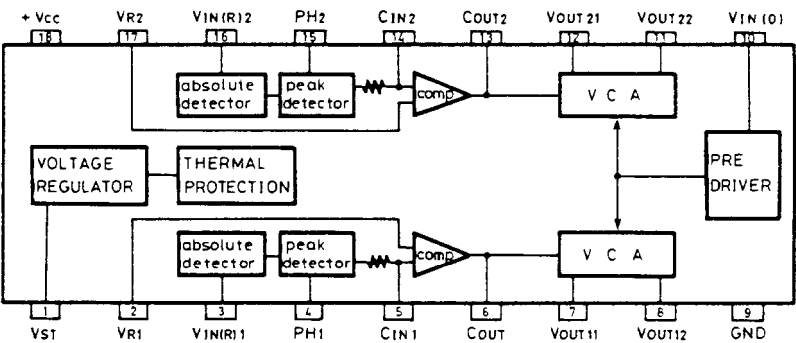 +VCC VR2 VIN(R)2 PH2 CIN2 COUT2 VOUT21 VOUT22 VIN(O)
18 17 16 15 14 13 12 11 10
absolute detector
peak detector
comp
V C A
VOLTAGE REGULATOR
THERMAL PROTECTION
PRE DRIVER
absolute detector
peak detector
comp
V C A
1 2 3 4 5 6 7 8 9
VST VR1 VIN(R)1 PH1 CIN1 COUT VOUT11 VOUT12 GND